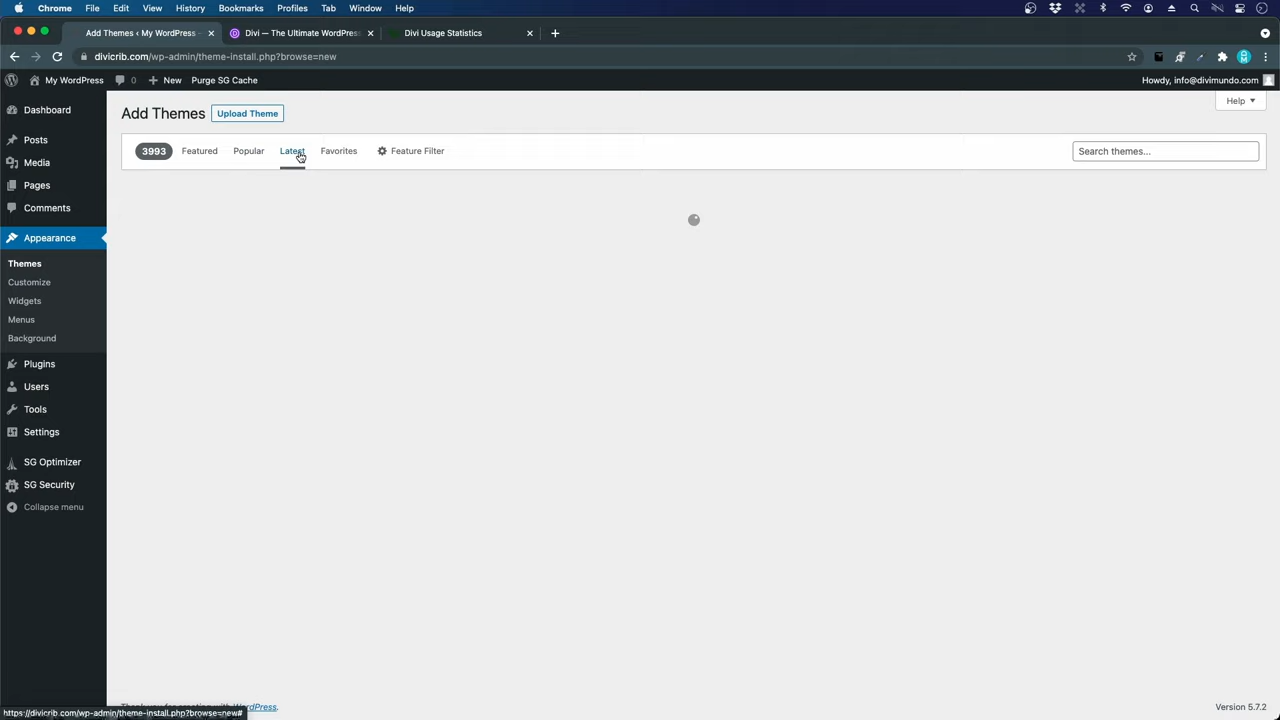 Chrome File Edit View History Bookmarks Profiles Tab Window Help
Add Themes ‹ My WordPress – Divi — The Ultimate WordPress Divi Usage Statistics
divicrib.com/wp-admin/theme-install.php?browse=new
My WordPress 0 New Purge SG Cache Howdy, info@divimundo.com
Dashboard
Posts
Media
Pages
Comments
Appearance
Themes
Customize
Widgets
Menus
Background
Plugins
Users
Tools
Settings
SG Optimizer
SG Security
Collapse menu
Help
Add Themes Upload Theme
3993 Featured Popular Latest Favorites Feature Filter Search themes...
WordPress.
Version 5.7.2
https://divicrib.com/wp-admin/theme-install.php?browse=new#